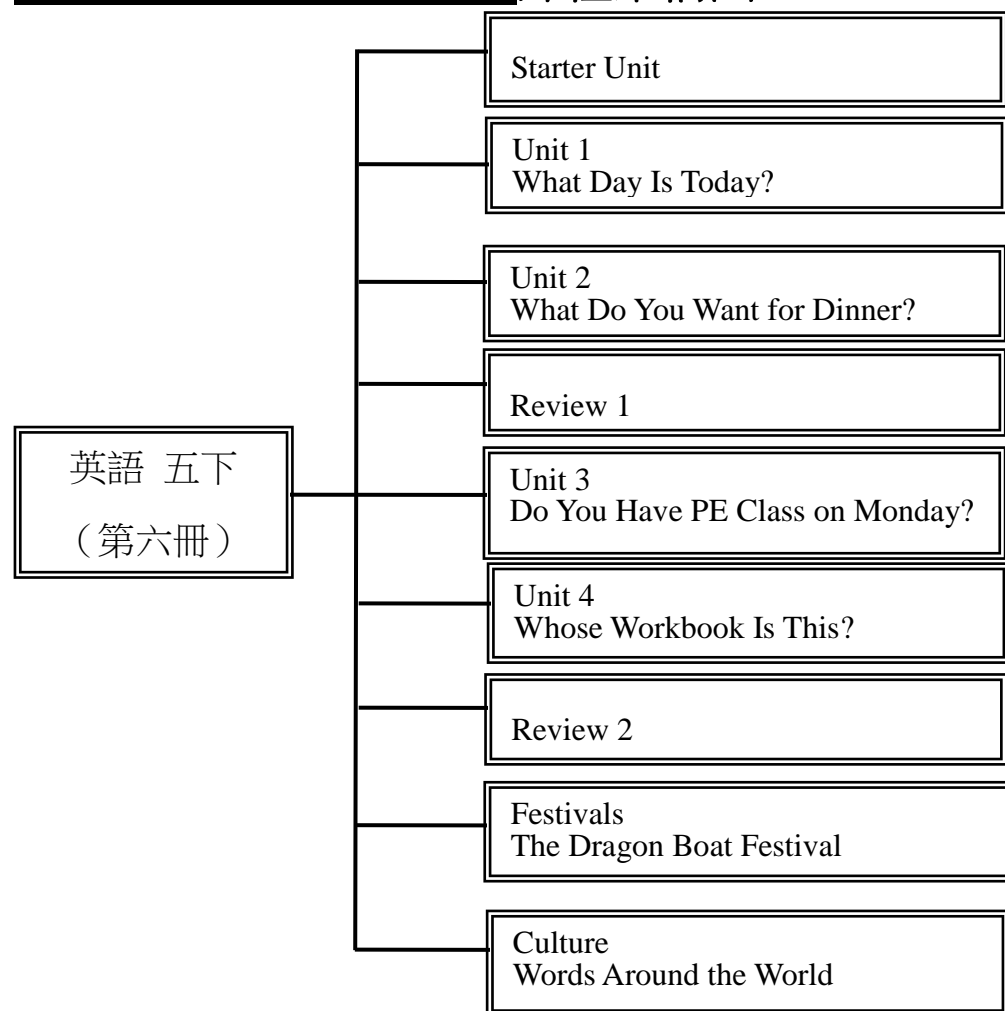 Starter Unit
Unit 1
What Day Is Today?
Unit 2
What Do You Want for Dinner?
Review 1
英語 五下
（第六冊）
Unit 3
Do You Have PE Class on Monday?
Unit 4
Whose Workbook Is This?
Review 2
Festivals
The Dragon Boat Festival
Culture
Words Around the World